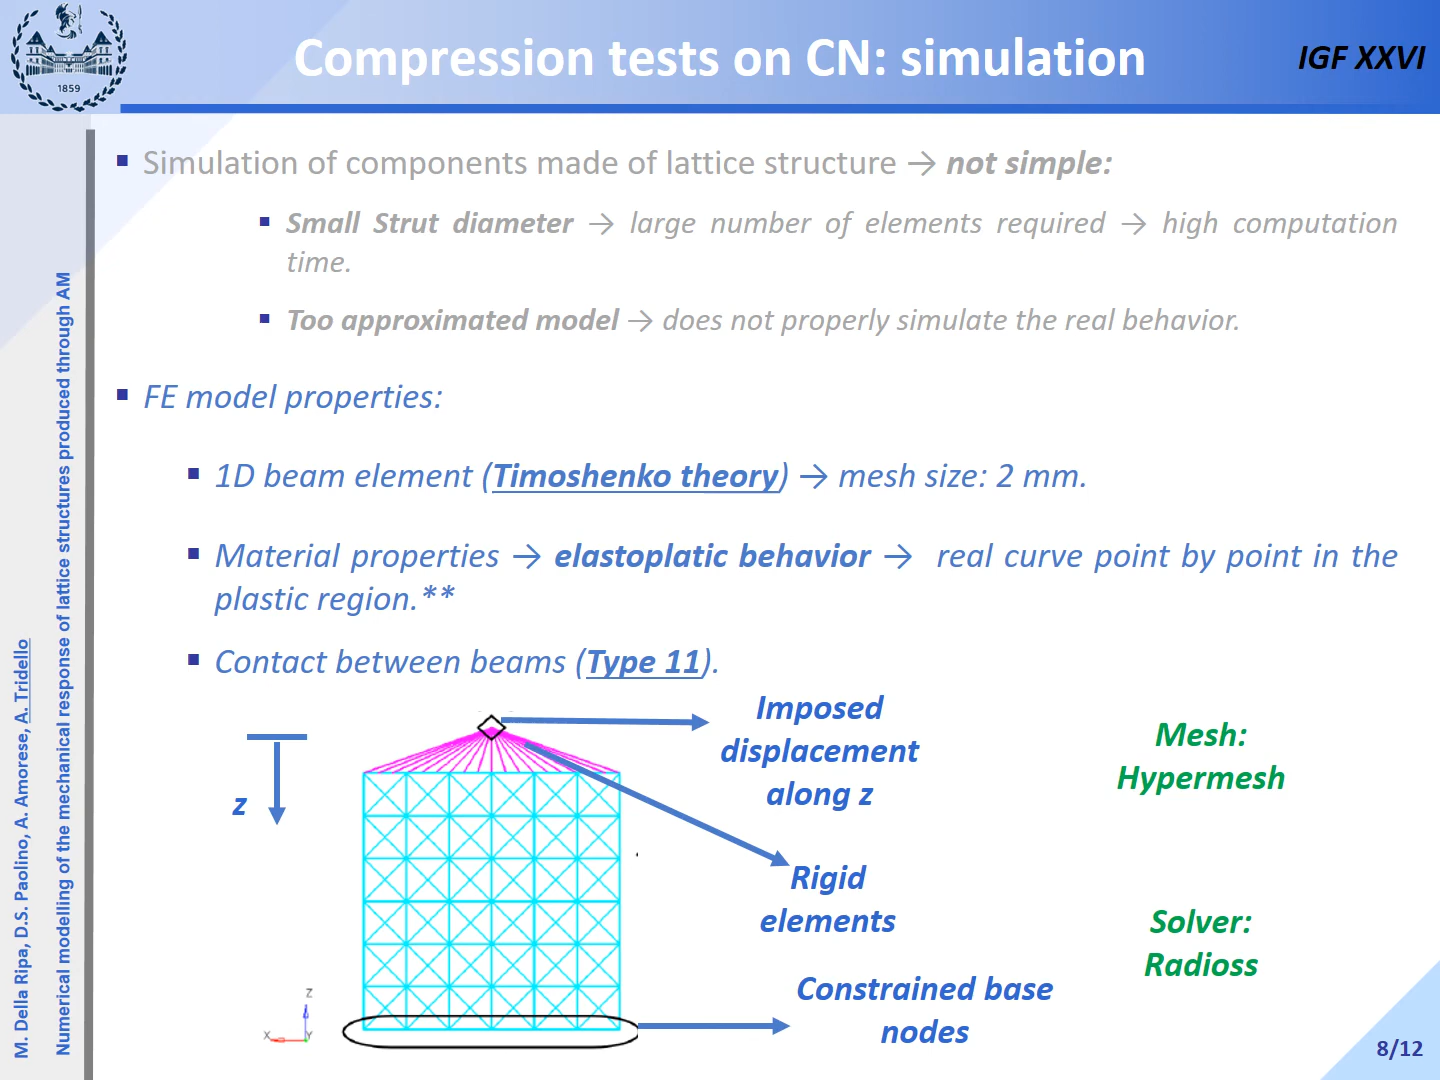 Compression tests on CN: simulation
IGF XXVI
1859
▪ Simulation of components made of lattice structure → not simple:
▪ Small Strut diameter → large number of elements required → high computation
time.
▪ Too approximated model → does not properly simulate the real behavior.
▪ FE model properties:
▪ 1D beam element (Timoshenko theory) → mesh size: 2 mm.
▪ Material properties → elastoplatic behavior → real curve point by point in the
plastic region.**
▪ Contact between beams (Type 11).
Imposed
displacement
along z
Rigid
elements
Constrained base
nodes
Mesh:
Hypermesh
Solver:
Radioss
z
Z
X
Y
M. Della Ripa, D.S. Paolino, A. Amorese, A. Tridello
Numerical modelling of the mechanical response of lattice structures produced through AM
8/12